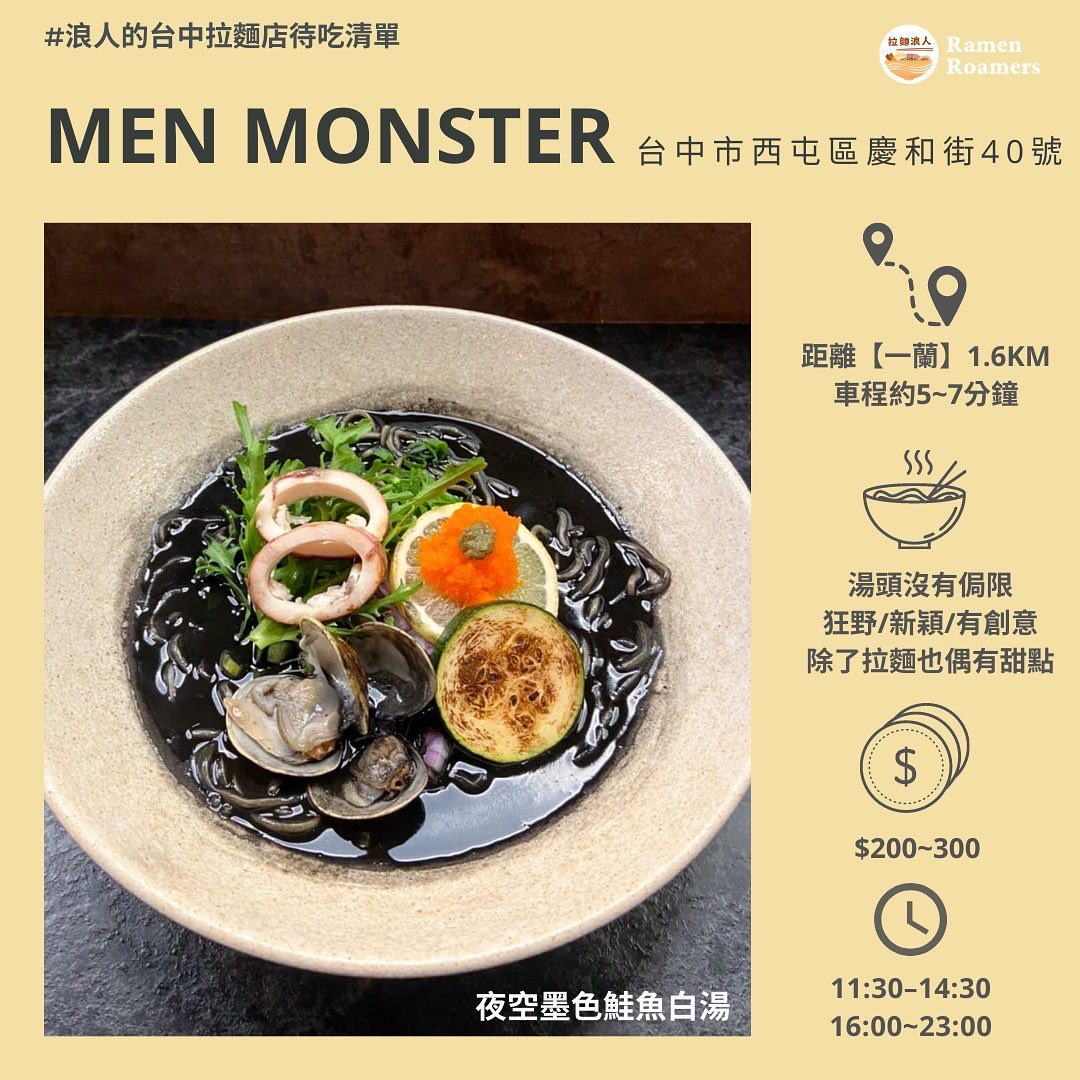 #浪人的台中拉麵店待吃清單
拉麵浪人
Ramen
Roamers
MEN MONSTER 台中市西屯區慶和街40號
距離【一蘭】1.6KM
車程約5~7分鐘
湯頭沒有侷限
狂野/新穎/有創意
除了拉麵也偶有甜點
$
$200~300
11:30–14:30
16:00~23:00
夜空墨色鮭魚白湯